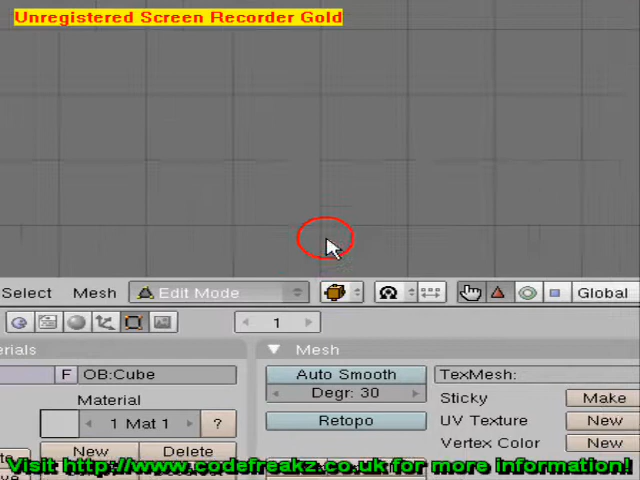 Unregistered Screen Recorder Gold
Select Mesh Edit Mode Global
1
Mesh
F OB:Cube Auto Smooth TexMesh:
Material Degr: 30 Sticky Make
1 Mat 1 ? Retopo UV Texture New
Vertex Color New
New Delete
Visit http://www.codefreakz.co.uk for more information!